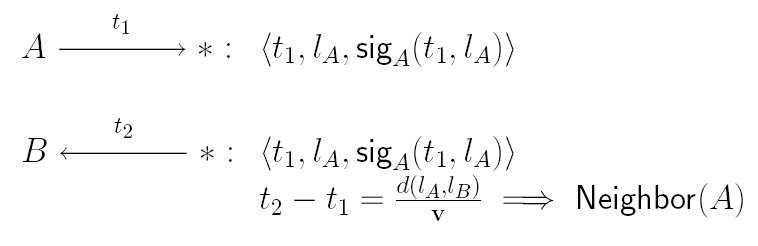 t₁
A ⟶ ∗ : ⟨t₁, l_A, sig_A(t₁, l_A)⟩
t₂
B ⟵ ∗ : ⟨t₁, l_A, sig_A(t₁, l_A)⟩
t₂ − t₁ = d(l_A,l_B)/v ⟹ Neighbor(A)